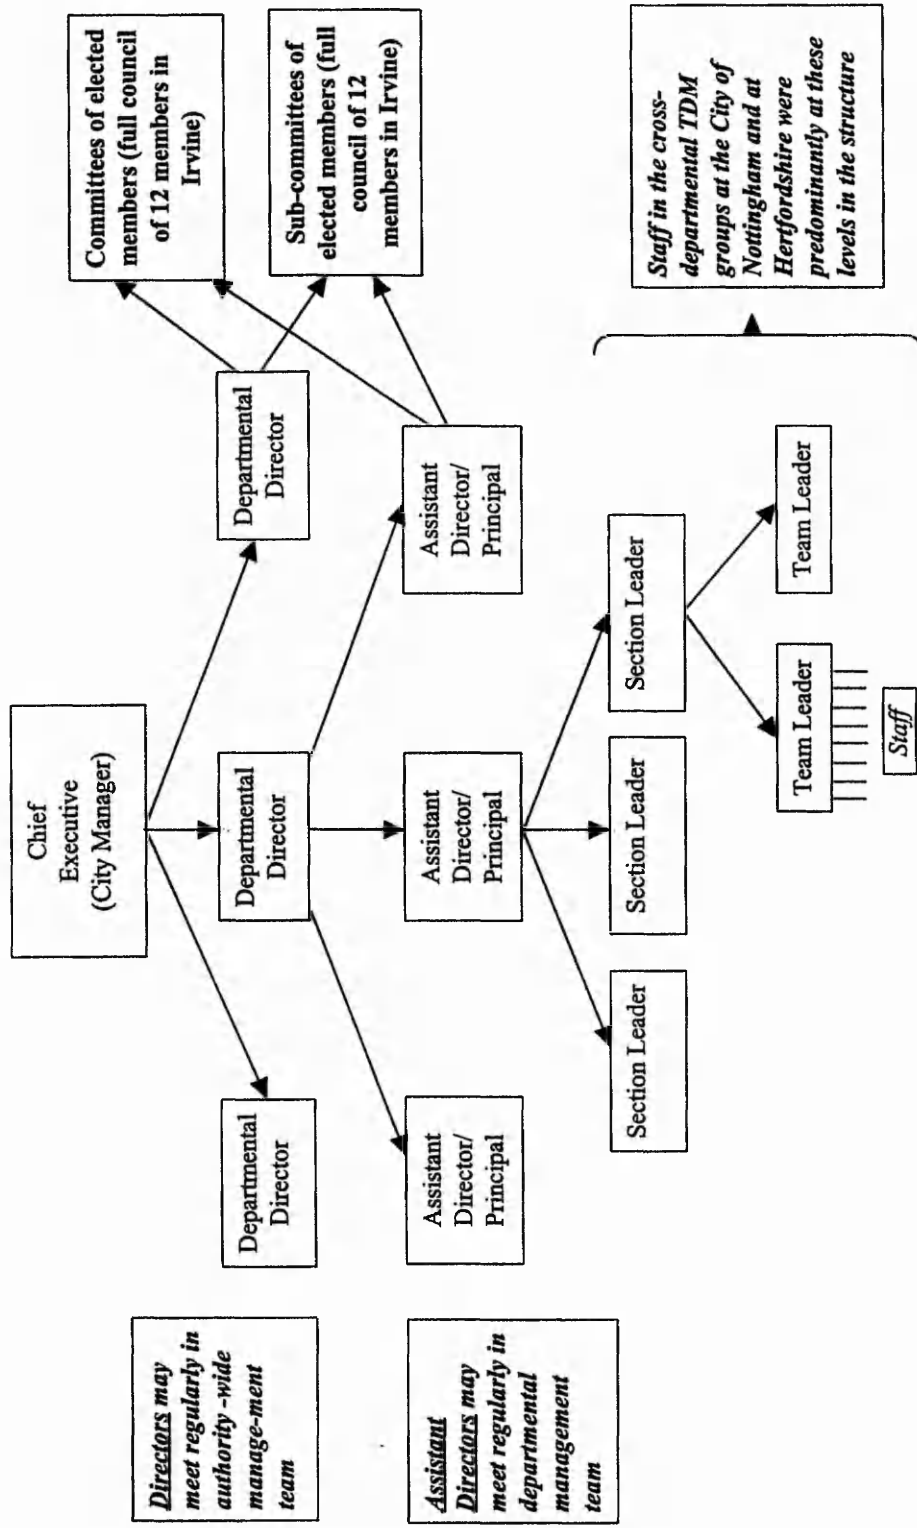 Chief
Executive
(City Manager)
Committees of elected
members (full council
of 12 members in
Irvine)
Directors may
meet regularly in
authority -wide
manage-ment
team
Departmental
Director
Departmental
Director
Departmental
Director
Sub-committees of
elected members (full
council of 12
members in Irvine)
Assistant
Directors may
meet regularly in
departmental
management
team
Assistant
Director/
Principal
Assistant
Director/
Principal
Assistant
Director/
Principal
Section Leader
Section Leader
Section Leader
Staff in the cross-
departmental TDM
groups at the City of
Nottingham and at
Hertfordshire were
predominantly at these
levels in the structure
Team Leader
Team Leader
Staff